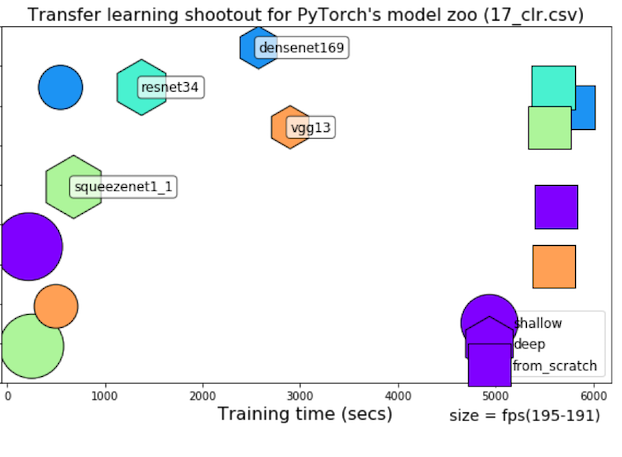 Transfer learning shootout for PyTorch's model zoo (17_clr.csv)
densenet169
resnet34
vgg13
squeezenet1_1
shallow
deep
from_scratch
0 1000 2000 3000 4000 5000 6000
Training time (secs)
size = fps(195-191)